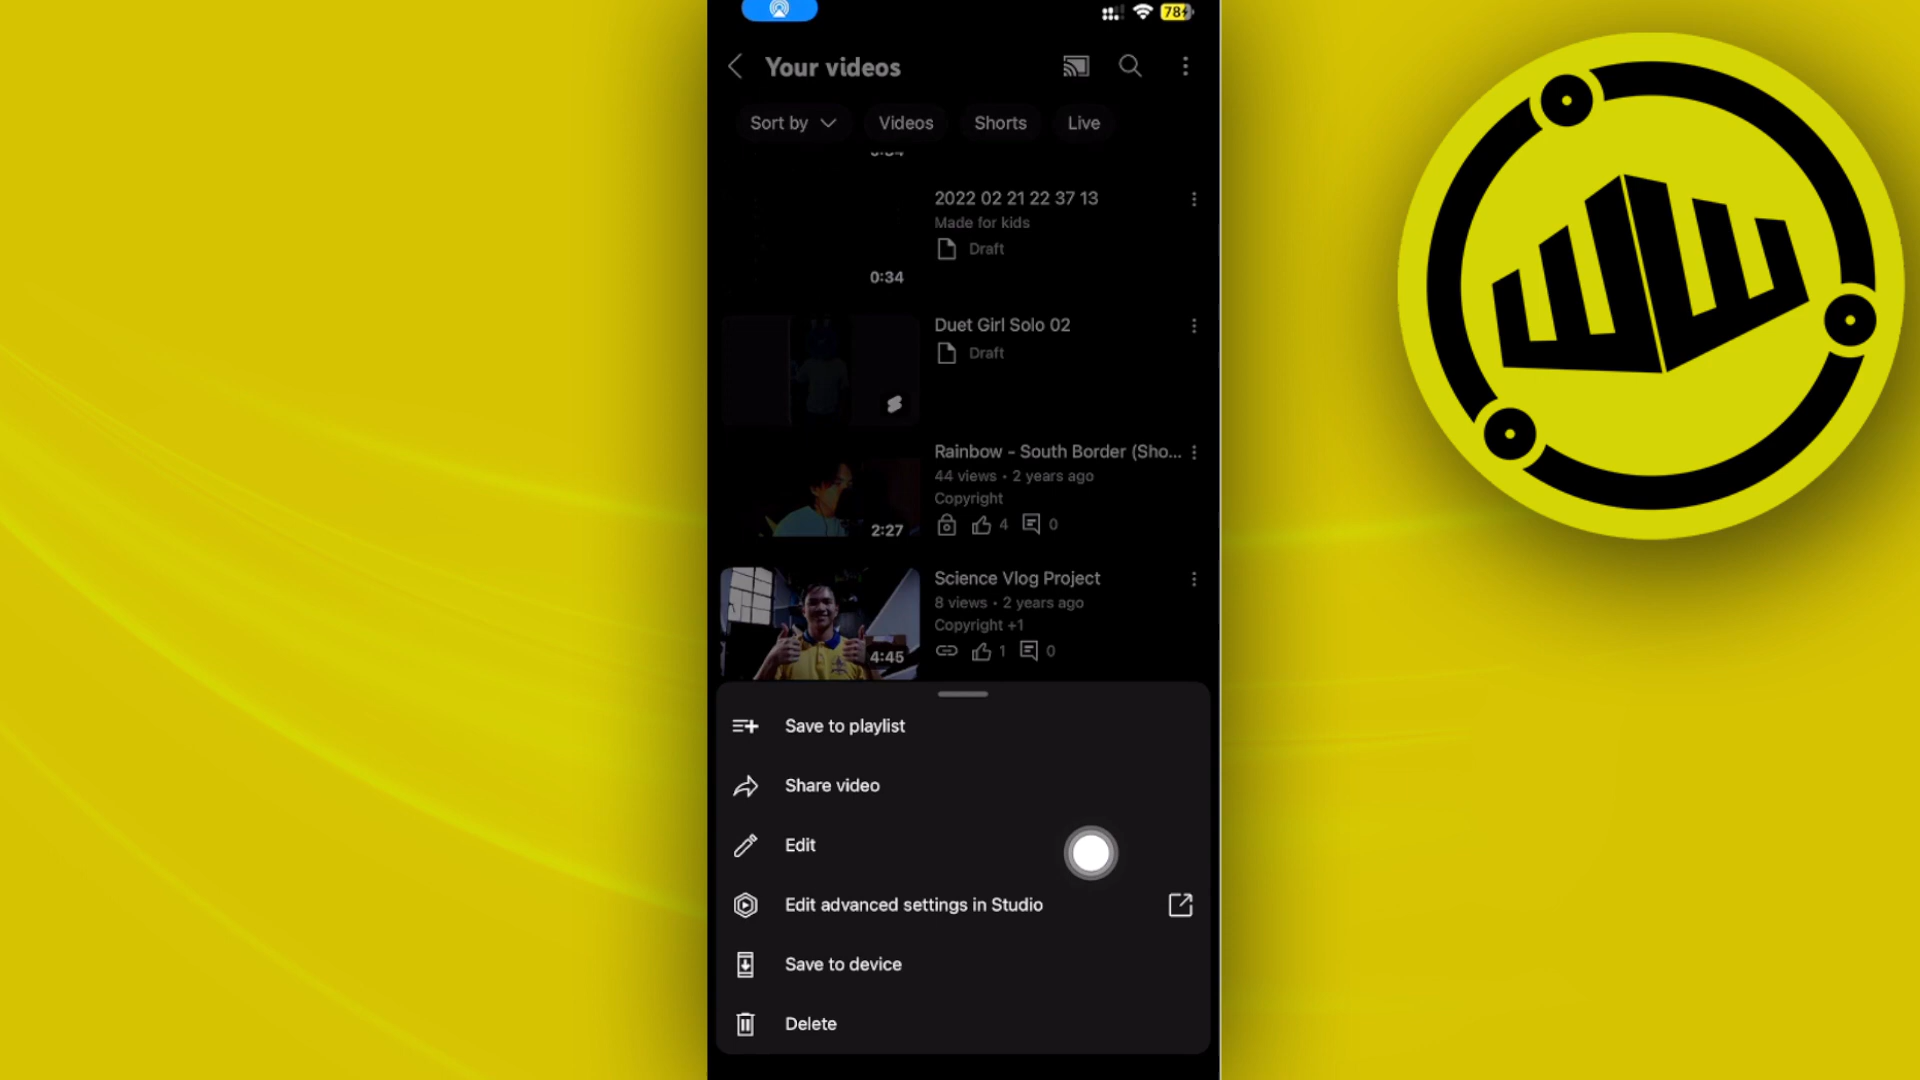 78
Your videos
Sort by
Videos
Shorts
Live
2022 02 21 22 37 13
Made for kids
Draft
0:34
Duet Girl Solo 02
Draft
Rainbow - South Border (Sho...
44 views • 2 years ago
Copyright
4
0
2:27
Science Vlog Project
8 views • 2 years ago
Copyright +1
1
0
4:45
Save to playlist
Share video
Edit
Edit advanced settings in Studio
Save to device
Delete